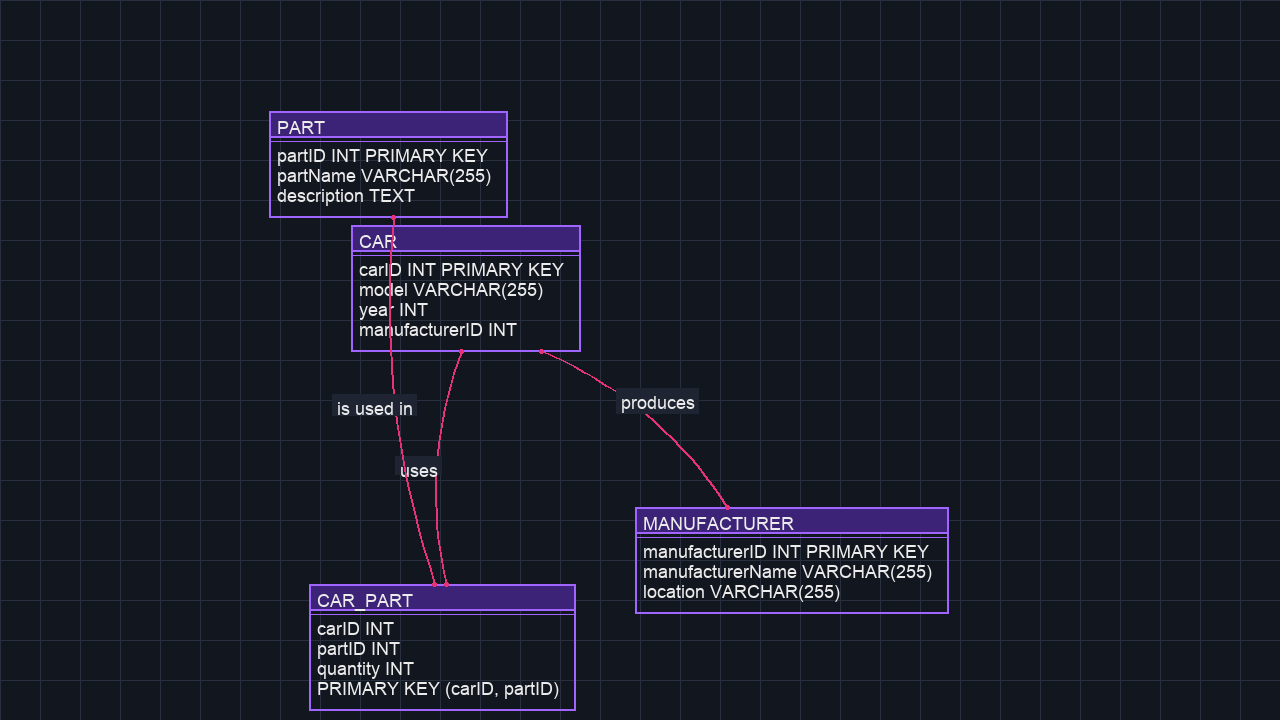 PART
partID INT PRIMARY KEY
partName VARCHAR(255)
description TEXT
CAR
carID INT PRIMARY KEY
model VARCHAR(255)
year INT
manufacturerID INT
produces
is used in
uses
MANUFACTURER
manufacturerID INT PRIMARY KEY
manufacturerName VARCHAR(255)
location VARCHAR(255)
CAR_PART
carID INT
partID INT
quantity INT
PRIMARY KEY (carID, partID)